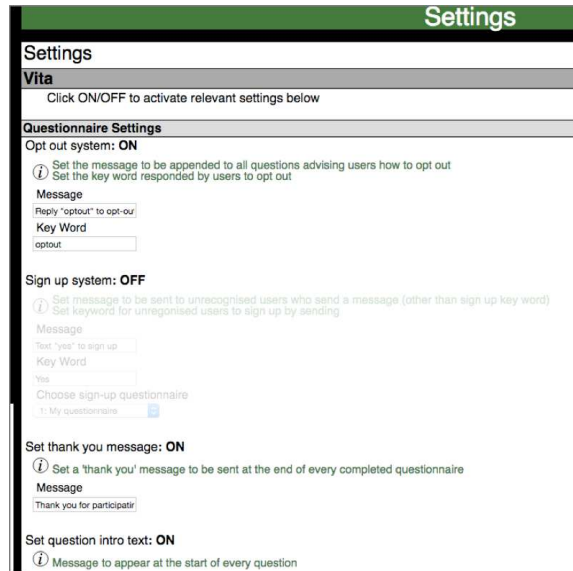 Settings
Settings
Vita
Click ON/OFF to activate relevant settings below
Questionnaire Settings
Opt out system: ON
i Set the message to be appended to all questions advising users how to opt out
Set the key word responded by users to opt out
Message
Reply "optout" to opt-ou
Key Word
optout
Sign up system: OFF
i Set message to be sent to unrecognised users who send a message (other than sign up key word)
Set keyword for unregonised users to sign up by sending
Message
Text "yes" to sign up
Key Word
Yes
Choose sign-up questionnaire
1: My questionnaire
Set thank you message: ON
i Set a 'thank you' message to be sent at the end of every completed questionnaire
Message
Thank you for participatin
Set question intro text: ON
i Message to appear at the start of every question